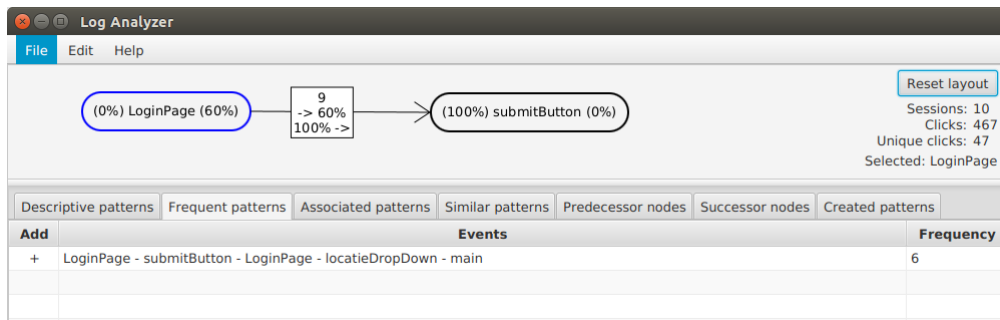 Log Analyzer
File Edit Help
Reset layout
(0%) LoginPage (60%)
9
-> 60%
100% ->
(100%) submitButton (0%)
Sessions: 10
Clicks: 467
Unique clicks: 47
Selected: LoginPage
Descriptive patterns Frequent patterns Associated patterns Similar patterns Predecessor nodes Successor nodes Created patterns
Add Events Frequency
+ LoginPage - submitButton - LoginPage - locatieDropDown - main 6